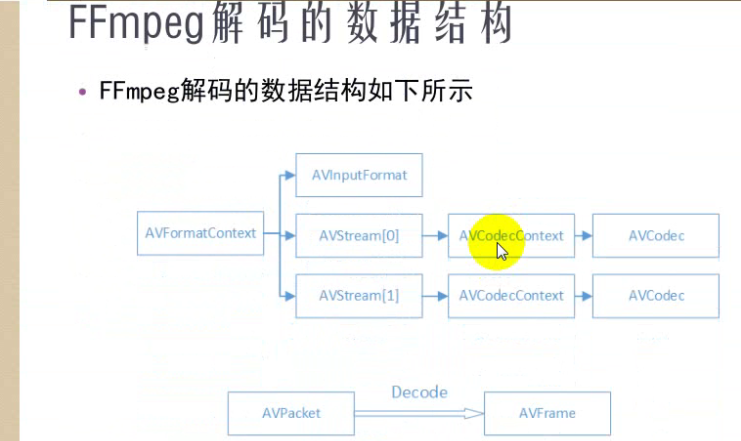 FFmpeg解码的数据结构
• FFmpeg解码的数据结构如下所示
AVInputFormat
AVFormatContext
AVStream[0]
AVCodecContext
AVCodec
AVStream[1]
AVCodecContext
AVCodec
Decode
AVPacket
AVFrame